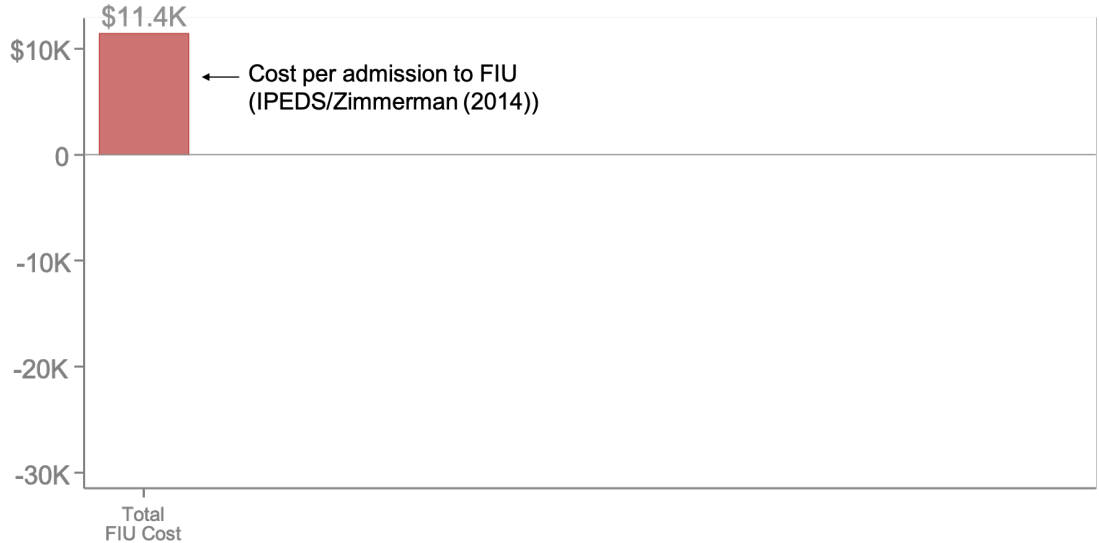 $11.4K
$10K
Cost per admission to FIU
(IPEDS/Zimmerman (2014))
0
-10K
-20K
-30K
Total
FIU Cost